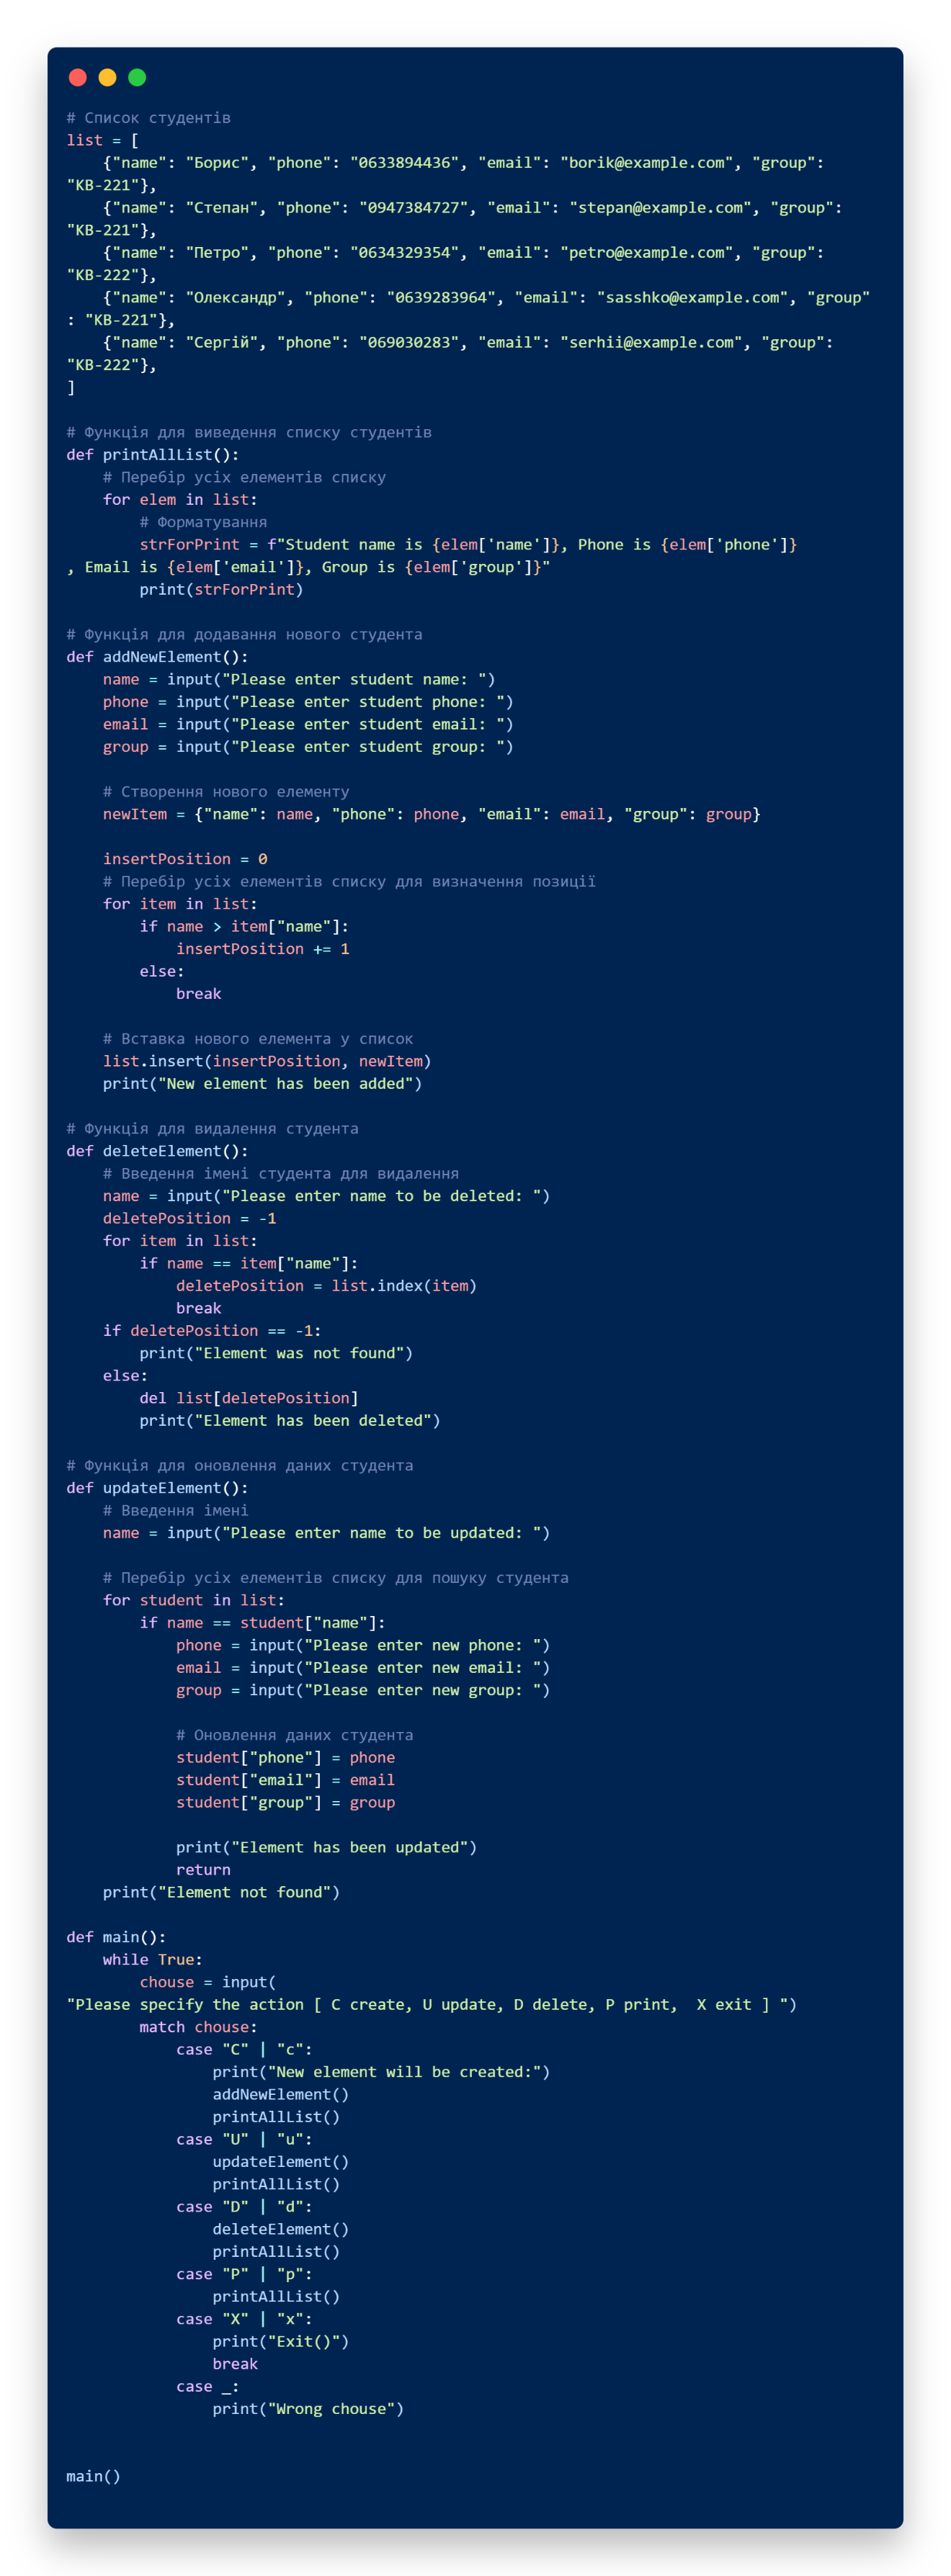 # Список студентів
list = [
    {"name": "Борис", "phone": "0633894436", "email": "borik@example.com", "group":
"КВ-221"},
    {"name": "Степан", "phone": "0947384727", "email": "stepan@example.com", "group":
"КВ-221"},
    {"name": "Петро", "phone": "0634329354", "email": "petro@example.com", "group":
"КВ-222"},
    {"name": "Олександр", "phone": "0639283964", "email": "sasshko@example.com", "group"
: "КВ-221"},
    {"name": "Сергій", "phone": "069030283", "email": "serhii@example.com", "group":
"КВ-222"},
]

# Функція для виведення списку студентів
def printAllList():
    # Перебір усіх елементів списку
    for elem in list:
        # Форматування
        strForPrint = f"Student name is {elem['name']}, Phone is {elem['phone']}
, Email is {elem['email']}, Group is {elem['group']}"
        print(strForPrint)

# Функція для додавання нового студента
def addNewElement():
    name = input("Please enter student name: ")
    phone = input("Please enter student phone: ")
    email = input("Please enter student email: ")
    group = input("Please enter student group: ")

    # Створення нового елементу
    newItem = {"name": name, "phone": phone, "email": email, "group": group}

    insertPosition = 0
    # Перебір усіх елементів списку для визначення позиції
    for item in list:
        if name > item["name"]:
            insertPosition += 1
        else:
            break

    # Вставка нового елемента у список
    list.insert(insertPosition, newItem)
    print("New element has been added")

# Функція для видалення студента
def deleteElement():
    # Введення імені студента для видалення
    name = input("Please enter name to be deleted: ")
    deletePosition = -1
    for item in list:
        if name == item["name"]:
            deletePosition = list.index(item)
            break
    if deletePosition == -1:
        print("Element was not found")
    else:
        del list[deletePosition]
        print("Element has been deleted")

# Функція для оновлення даних студента
def updateElement():
    # Введення імені
    name = input("Please enter name to be updated: ")

    # Перебір усіх елементів списку для пошуку студента
    for student in list:
        if name == student["name"]:
            phone = input("Please enter new phone: ")
            email = input("Please enter new email: ")
            group = input("Please enter new group: ")

            # Оновлення даних студента
            student["phone"] = phone
            student["email"] = email
            student["group"] = group

            print("Element has been updated")
            return
    print("Element not found")

def main():
    while True:
        chouse = input(
"Please specify the action [ C create, U update, D delete, P print,  X exit ] ")
        match chouse:
            case "C" | "c":
                print("New element will be created:")
                addNewElement()
                printAllList()
            case "U" | "u":
                updateElement()
                printAllList()
            case "D" | "d":
                deleteElement()
                printAllList()
            case "P" | "p":
                printAllList()
            case "X" | "x":
                print("Exit()")
                break
            case _:
                print("Wrong chouse")


main()